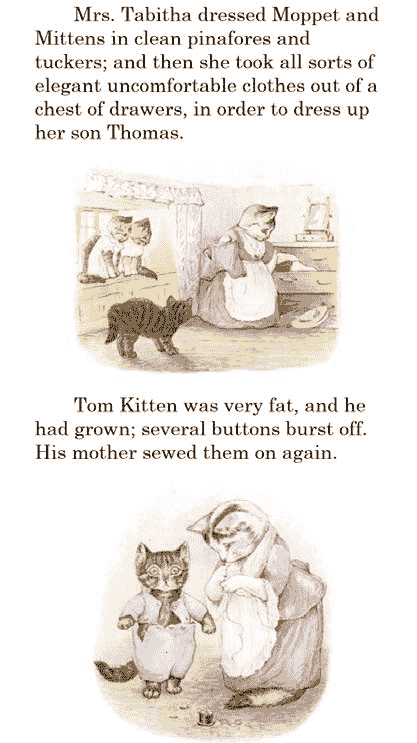 Mrs. Tabitha dressed Moppet and
Mittens in clean pinafores and
tuckers; and then she took all sorts of
elegant uncomfortable clothes out of a
chest of drawers, in order to dress up
her son Thomas.
Tom Kitten was very fat, and he
had grown; several buttons burst off.
His mother sewed them on again.